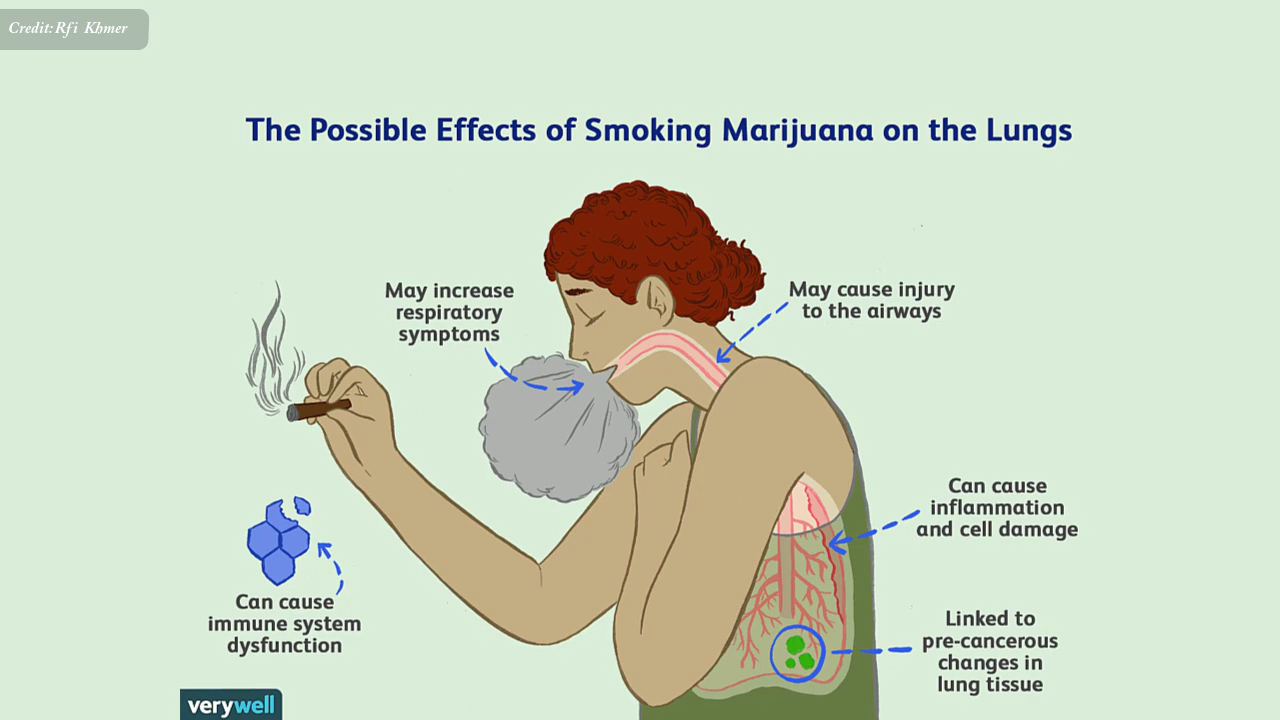 Credit:Rfi Khmer
The Possible Effects of Smoking Marijuana on the Lungs
May increase
respiratory
symptoms
May cause injury
to the airways
Can cause
inflammation
and cell damage
Can cause
immune system
dysfunction
Linked to
pre-cancerous
changes in
lung tissue
verywell